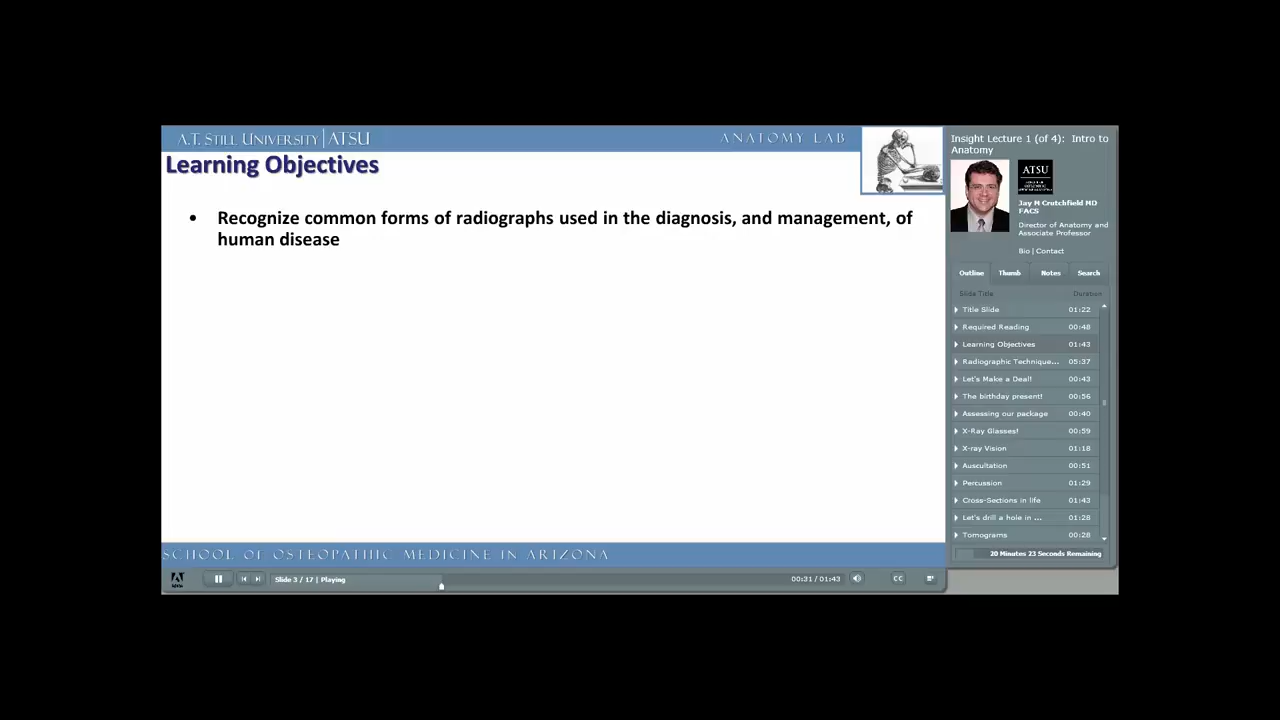 A.T. STILL UNIVERSITY | ATSU
ANATOMY LAB
Learning Objectives
• Recognize common forms of radiographs used in the diagnosis, and management, of
human disease
SCHOOL OF OSTEOPATHIC MEDICINE IN ARIZONA
Slide 3 / 17 | Playing
00:31 / 01:43
CC
Insight Lecture 1 (of 4): Intro to
Anatomy
ATSU
Jay M Crutchfield MD
FACS
Director of Anatomy and
Associate Professor
Bio | Contact
Outline Thumb Notes Search
Slide Title Duration
Title Slide 01:22
Required Reading 00:48
Learning Objectives 01:43
Radiographic Technique... 05:37
Let's Make a Deal! 00:43
The birthday present! 00:56
Assessing our package 00:40
X-Ray Glasses! 00:59
X-ray Vision 01:18
Auscultation 00:51
Percussion 01:29
Cross-Sections in life 01:43
Let's drill a hole in ... 01:28
Tomograms 00:28
20 Minutes 23 Seconds Remaining